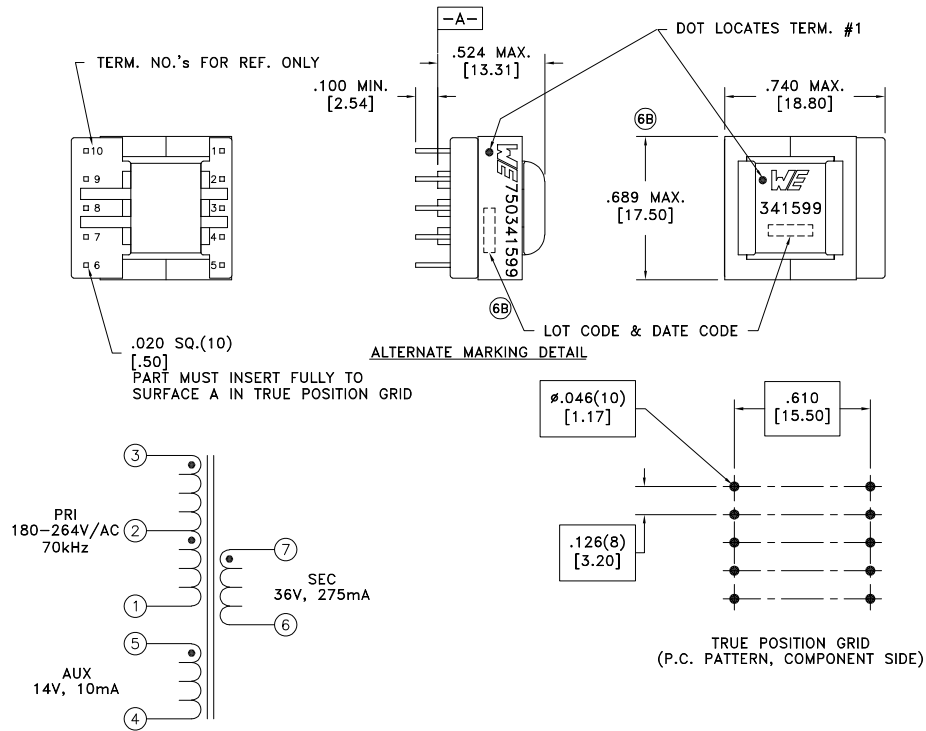 -A-
DOT LOCATES TERM. #1
.524 MAX.
[13.31]
TERM. NO.'s FOR REF. ONLY
.100 MIN.
[2.54]
.740 MAX.
[18.80]
6B
10
9
8
7
6
1
2
3
4
5
WE 750341599
.689 MAX.
[17.50]
WE
341599
6B
LOT CODE & DATE CODE
ALTERNATE MARKING DETAIL
.020 SQ.(10)
[.50]
PART MUST INSERT FULLY TO
SURFACE A IN TRUE POSITION GRID
ø.046(10)
[1.17]
.610
[15.50]
.126(8)
[3.20]
TRUE POSITION GRID
(P.C. PATTERN, COMPONENT SIDE)
3
PRI
180-264V/AC
70kHz
2
1
7
SEC
36V, 275mA
6
5
AUX
14V, 10mA
4